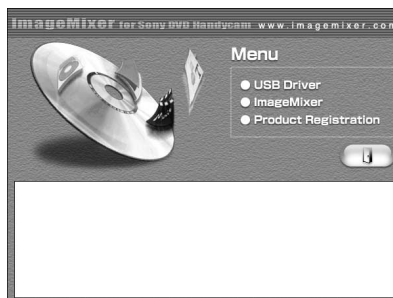 ImageMixer for Sony DVD Handycam www.imagemixer.com
Menu
USB Driver
ImageMixer
Product Registration